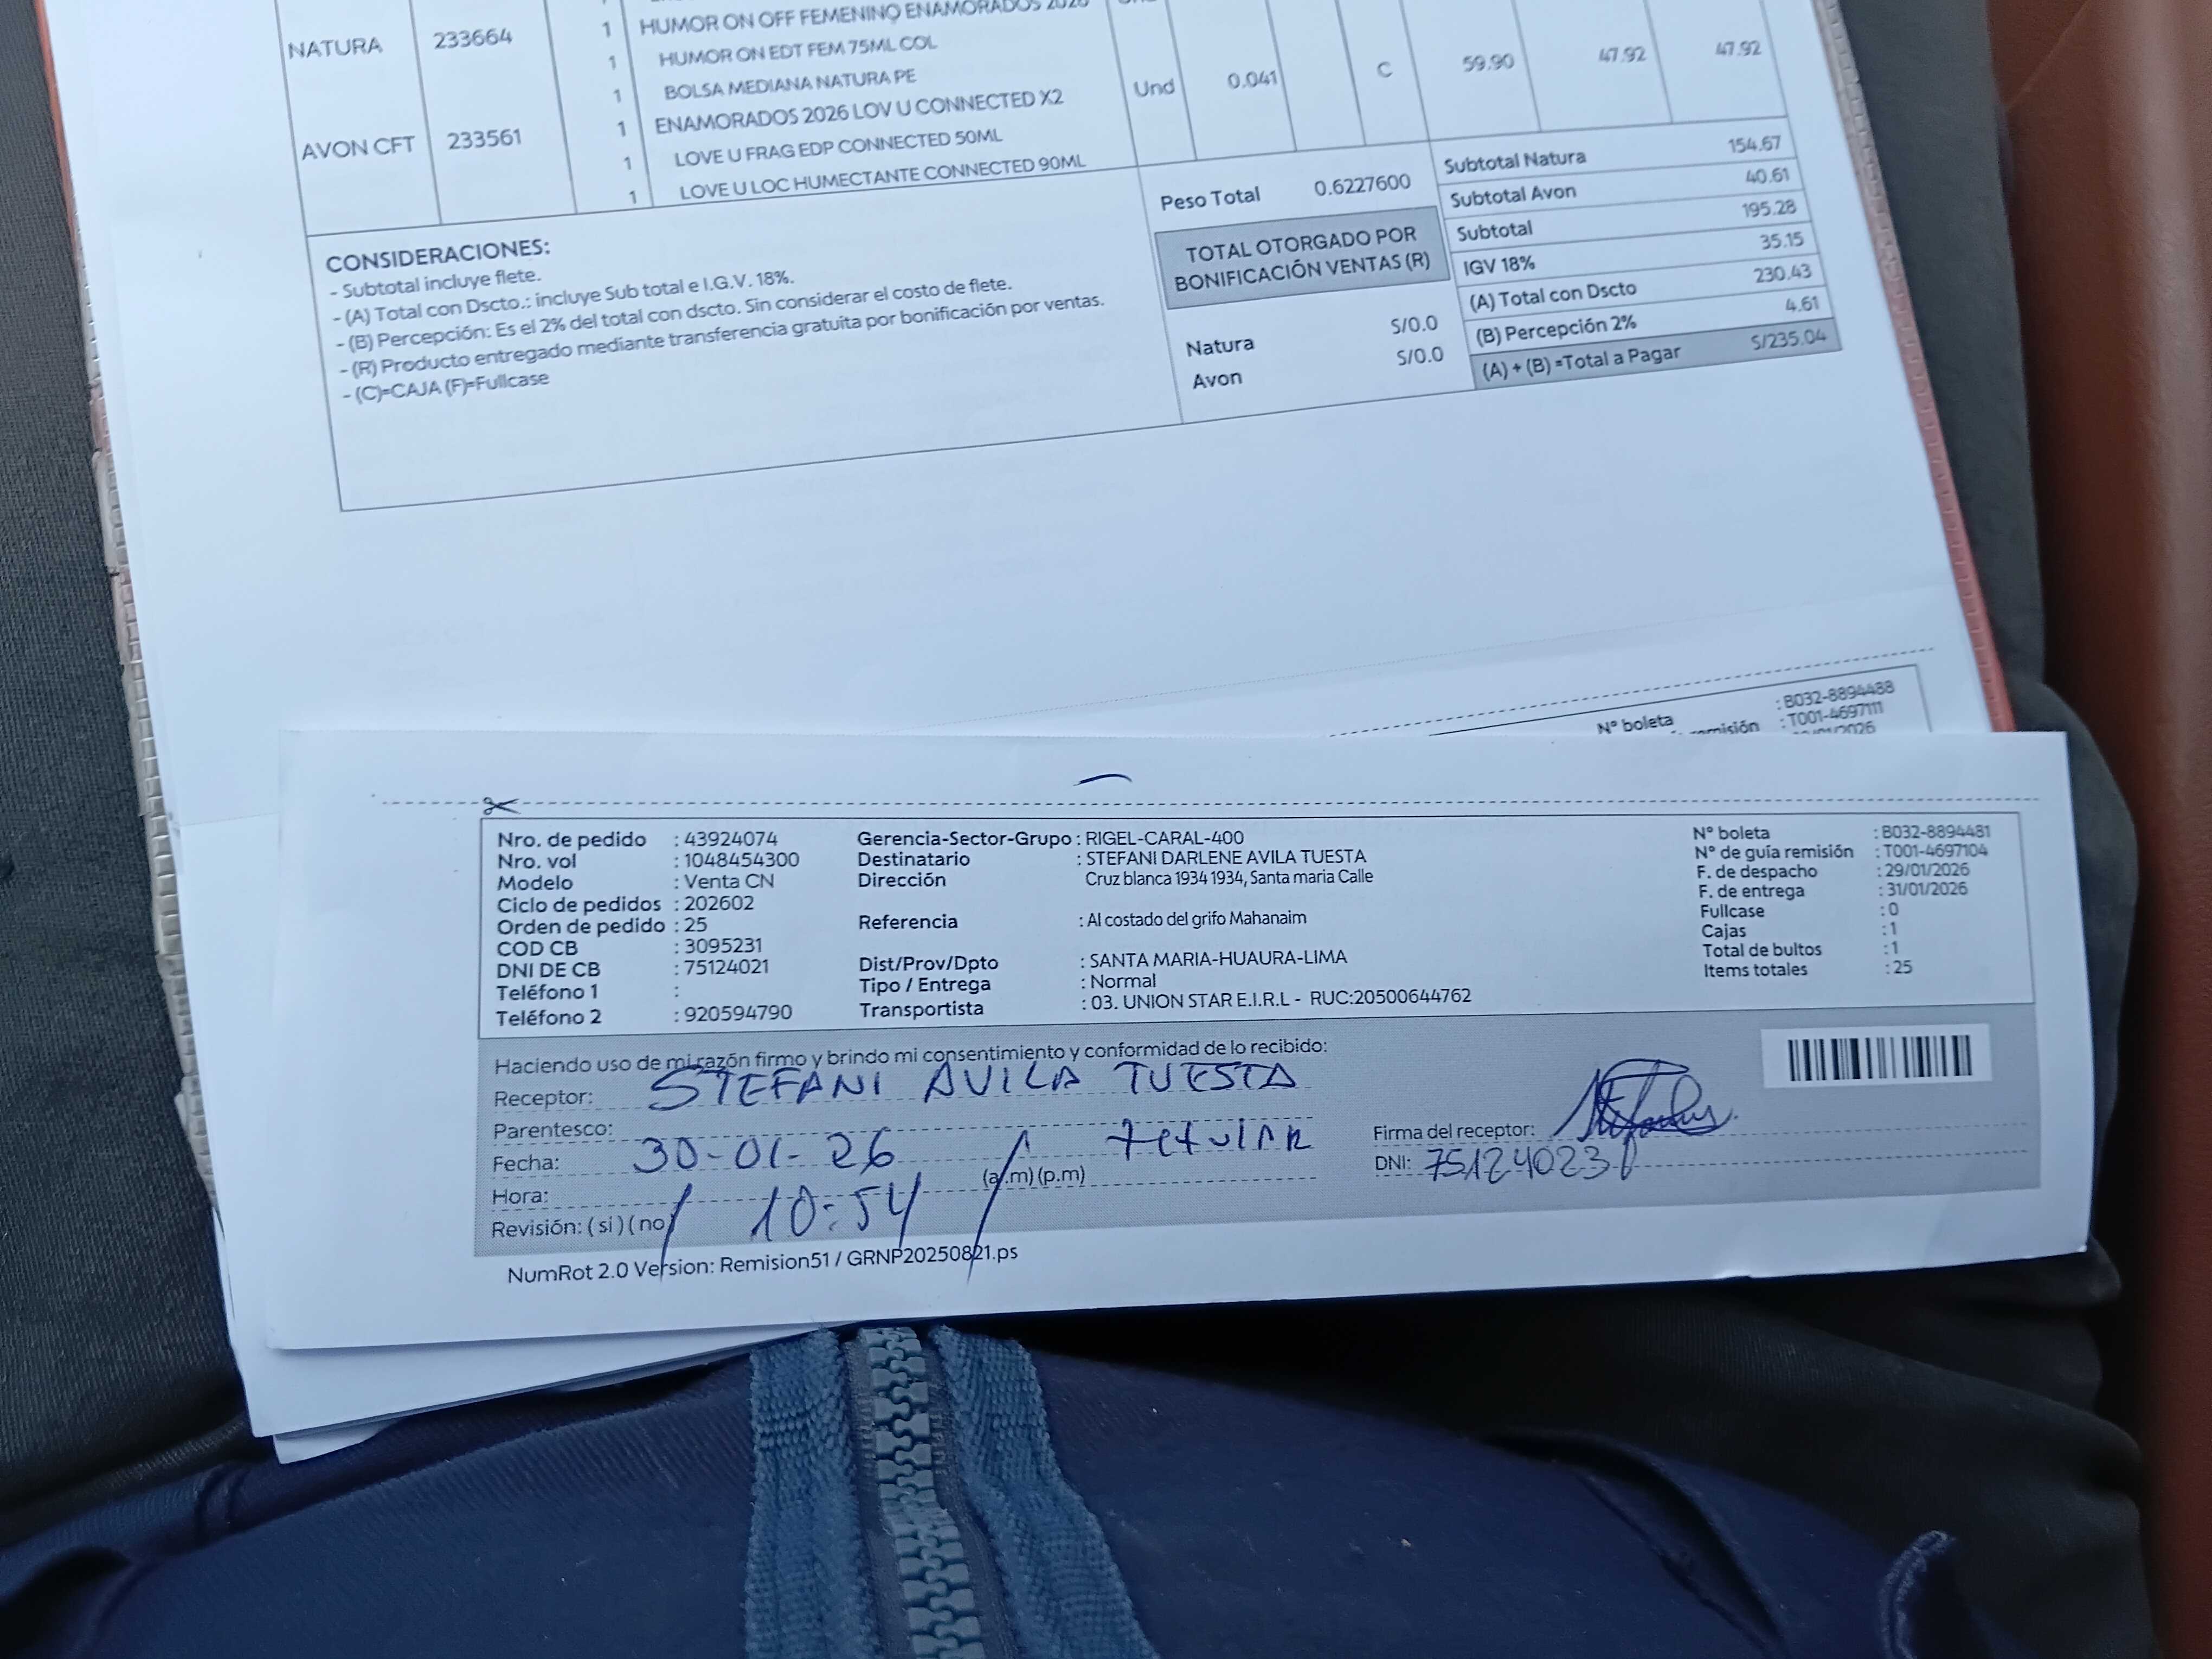 HUMOR ON OFF FEMENINO ENAMORADOS 2026
NATURA 233664 1 HUMOR ON EDT FEM 75ML COL
1 BOLSA MEDIANA NATURA PE
1 ENAMORADOS 2026 LOV U CONNECTED X2 Und 0.041 C 59.90 47.92 47.92
AVON CFT 233561 1 LOVE U FRAG EDP CONNECTED 50ML
1 LOVE U LOC HUMECTANTE CONNECTED 90ML
1
CONSIDERACIONES:
- Subtotal incluye flete.
- (A) Total con Dscto.: incluye Sub total e I.G.V. 18%.
- (B) Percepción: Es el 2% del total con dscto. Sin considerar el costo de flete.
- (R) Producto entregado mediante transferencia gratuita por bonificación por ventas.
- (C)=CAJA (F)=Fullcase
Peso Total 0.6227600
TOTAL OTORGADO POR
BONIFICACIÓN VENTAS (R)
Natura S/0.0
Avon S/0.0
Subtotal Natura 154.67
Subtotal Avon 40.61
Subtotal 195.28
IGV 18% 35.15
(A) Total con Dscto 230.43
(B) Percepción 2% 4.61
(A) + (B) =Total a Pagar S/235.04
N° boleta : B032-8894488
remisión : T001-4697111
Nro. de pedido : 43924074
Nro. vol : 1048454300
Modelo : Venta CN
Ciclo de pedidos : 202602
Orden de pedido : 25
COD CB : 3095231
DNI DE CB : 75124021
Teléfono 1 :
Teléfono 2 : 920594790
Gerencia-Sector-Grupo : RIGEL-CARAL-400
Destinatario : STEFANI DARLENE AVILA TUESTA
Dirección Cruz blanca 1934 1934, Santa maria Calle
Referencia : Al costado del grifo Mahanaim
Dist/Prov/Dpto : SANTA MARIA-HUAURA-LIMA
Tipo / Entrega : Normal
Transportista : 03. UNION STAR E.I.R.L - RUC:20500644762
N° boleta : B032-8894481
N° de guía remisión : T001-4697104
F. de despacho : 29/01/2026
F. de entrega : 31/01/2026
Fullcase : 0
Cajas : 1
Total de bultos : 1
Items totales : 25
Haciendo uso de mi razón firmo y brindo mi consentimiento y conformidad de lo recibido:
Receptor: STEFANI AVILA TUESTA
Parentesco: tetular
Fecha: 30-01-26
Hora: 10:54 (a.m) (p.m)
Revisión: (si) (no)
Firma del receptor:
DNI:
NumRot 2.0 Version: Remision51 / GRNP20250821.ps